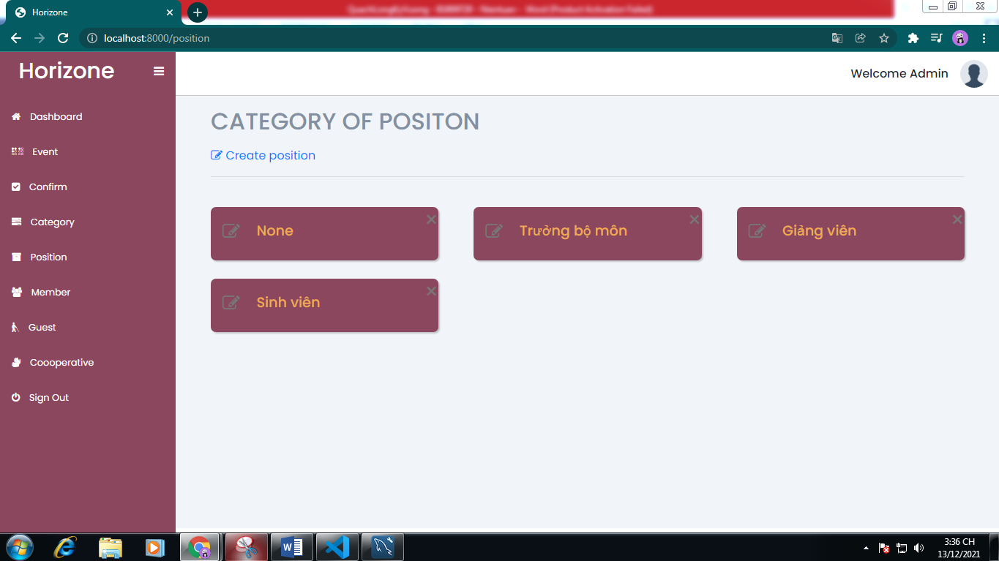 Horizone
localhost:8000/position
Horizone
Welcome Admin
Dashboard
Event
Confirm
Category
Position
Member
Guest
Coooperative
Sign Out
CATEGORY OF POSITON
Create position
None
Trưởng bộ môn
Giảng viên
Sinh viên
3:36 CH
13/12/2021